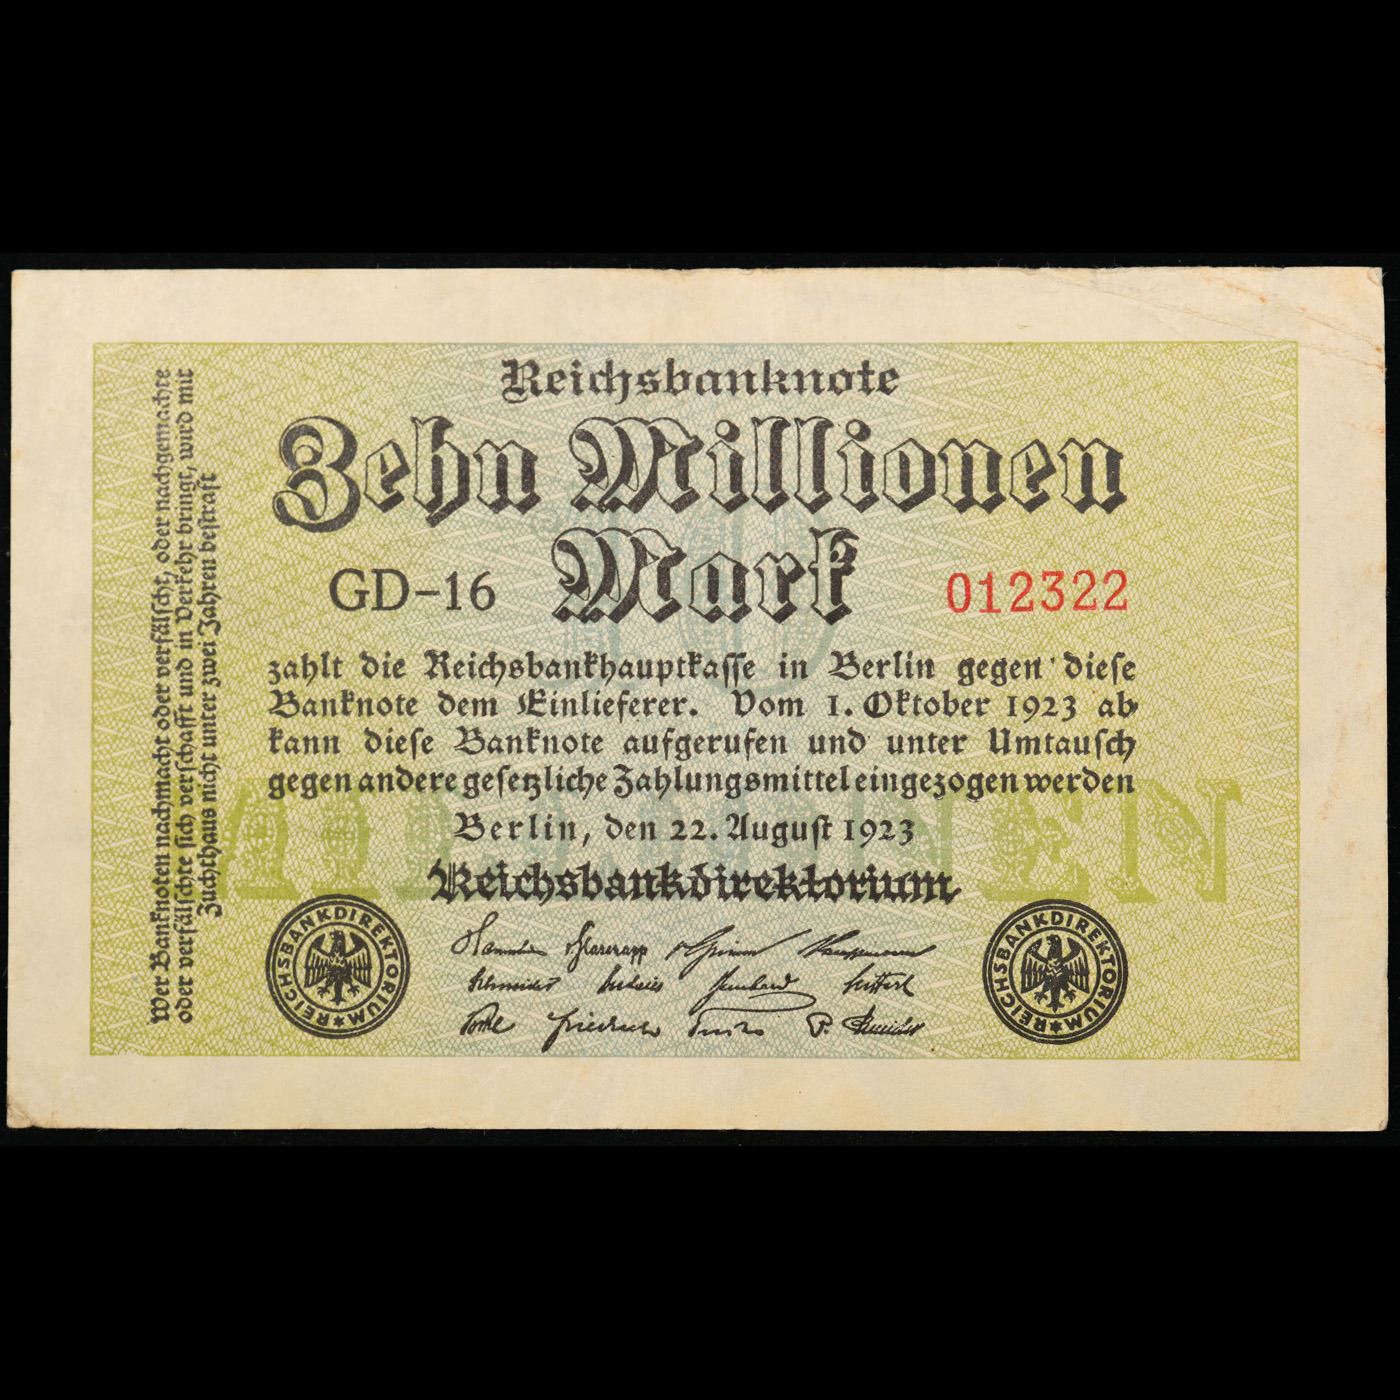 Reichsbanknote
Zehn Millionen
Mark
GD-16
012322
zahlt die Reichsbankhauptkasse in Berlin gegen diese
Banknote dem Einlieferer. Vom 1. Oktober 1923 ab
kann diese Banknote aufgerufen und unter Umtausch
gegen andere gesetzliche Zahlungsmittel eingezogen werden
Berlin, den 22. August 1923
Reichsbankdirektorium
Wer Banknoten nachmacht oder verfälscht, oder nachgemachte
oder verfälschte sich verschafft und in Verkehr bringt, wird mit
Zuchthaus nicht unter zwei Jahren bestraft
REICHSBANKDIREKTORIUM
REICHSBANKDIREKTORIUM